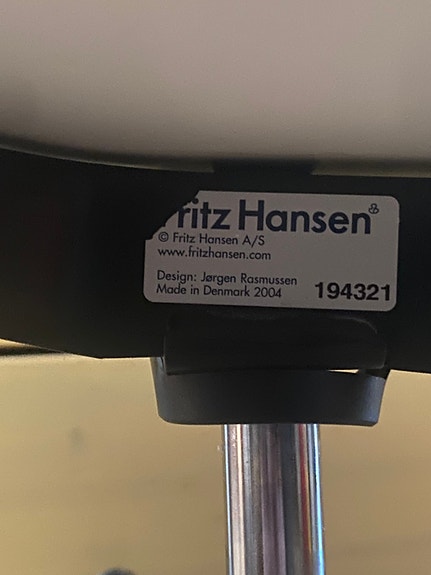 Fritz Hansen
© Fritz Hansen A/S
www.fritzhansen.com
Design: Jørgen Rasmussen
Made in Denmark 2004 194321